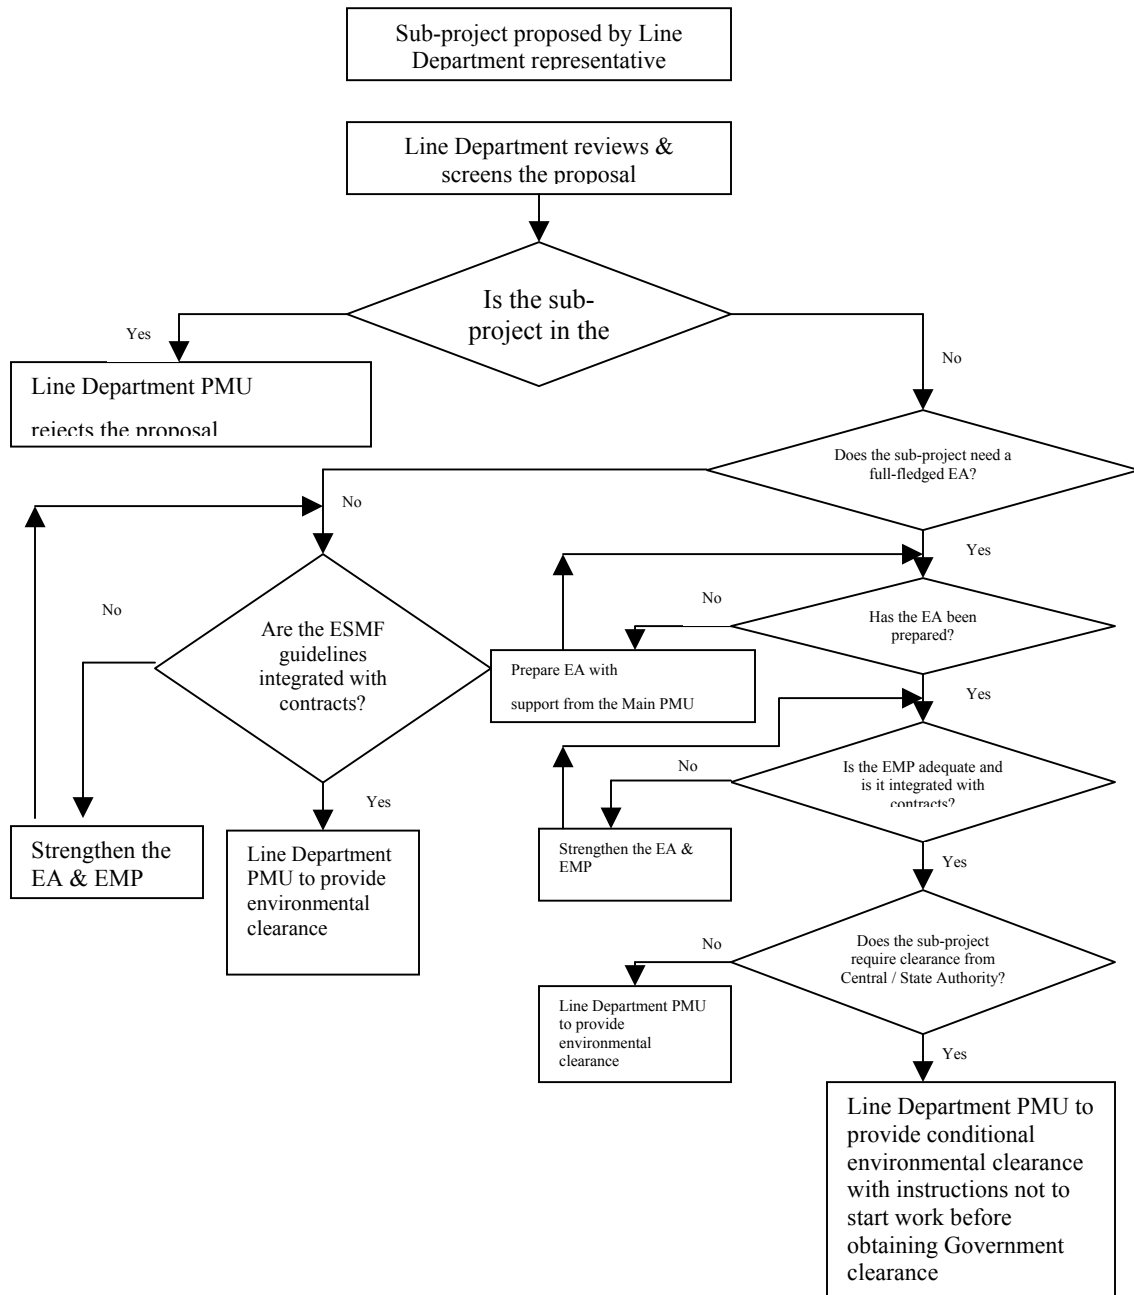 Sub-project proposed by Line
Department representative
Line Department reviews &
screens the proposal
Is the sub-
project in the
Yes
No
Line Department PMU
rejects the proposal
Does the sub-project need a
full-fledged EA?
No
Yes
No
Are the ESMF
guidelines
integrated with
contracts?
No
Has the EA been
prepared?
Prepare EA with
support from the Main PMU
Yes
Is the EMP adequate and
is it integrated with
contracts?
No
Yes
Strengthen the
EA & EMP
Line Department
PMU to provide
environmental
clearance
Strengthen the EA &
EMP
Yes
Does the sub-project
require clearance from
Central / State Authority?
No
Line Department PMU
to provide
environmental
clearance
Yes
Line Department PMU to
provide conditional
environmental clearance
with instructions not to
start work before
obtaining Government
clearance